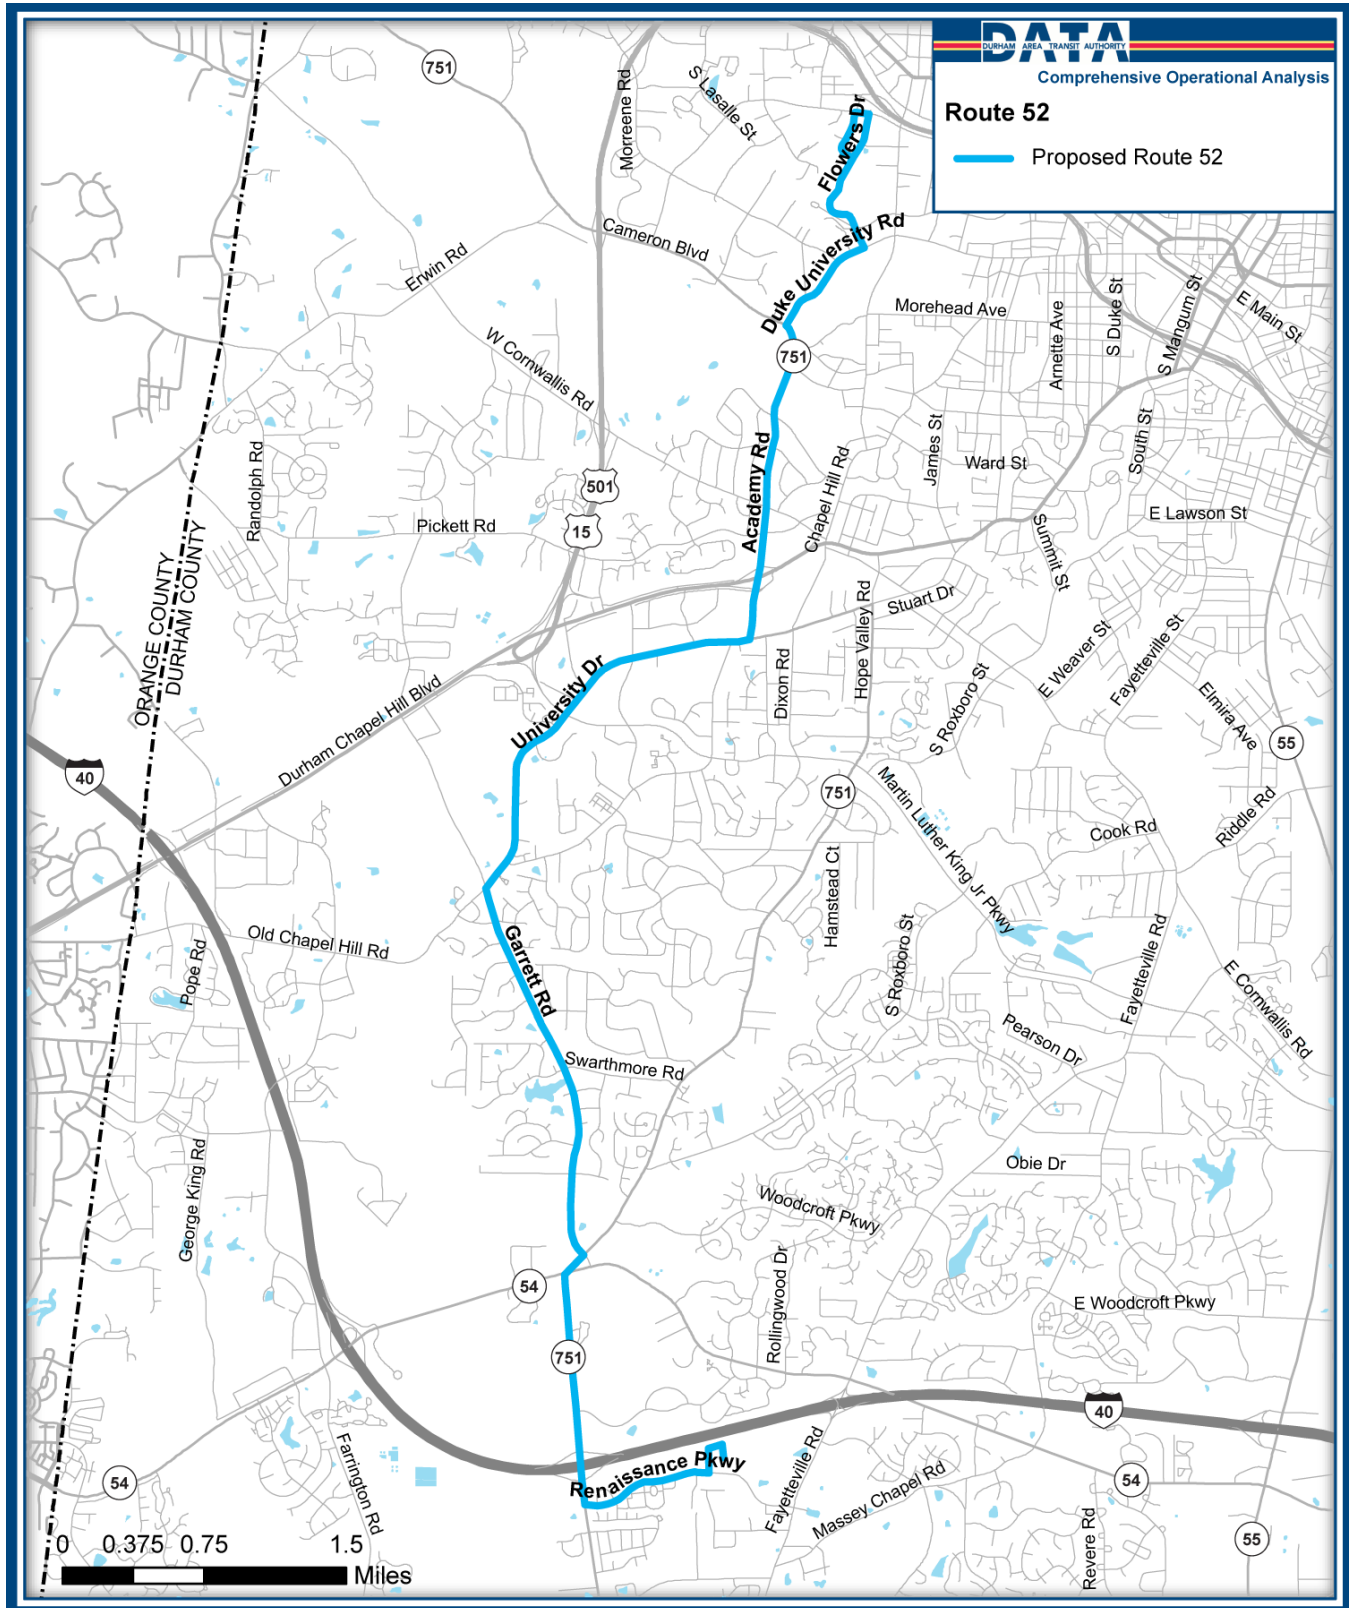 DATA
DURHAM AREA TRANSIT AUTHORITY
Comprehensive Operational Analysis
Route 52
Proposed Route 52
751
Morreene Rd
S Lasalle St
Flowers Dr
Duke University Rd
Cameron Blvd
Erwin Rd
Morehead Ave
S Duke St
S Mangum St
E Main St
Arnette Ave
W Cornwallis Rd
751
Randolph Rd
Academy Rd
Chapel Hill Rd
James St
Ward St
South St
501
15
Pickett Rd
E Lawson St
Summit St
ORANGE COUNTY
DURHAM COUNTY
Stuart Dr
Hope Valley Rd
Dixon Rd
E Weaver St
Fayetteville St
Elmira Ave
S Roxboro St
University Dr
Durham Chapel Hill Blvd
55
40
751
Martin Luther King Jr Pkwy
Cook Rd
Riddle Rd
Hamstead Ct
Old Chapel Hill Rd
Pope Rd
Garrett Rd
S Roxboro St
Fayetteville Rd
E Cornwallis Rd
Pearson Dr
Swarthmore Rd
George King Rd
Obie Dr
Woodcroft Pkwy
Rollingwood Dr
54
E Woodcroft Pkwy
751
40
Renaissance Pkwy
Fayetteville Rd
Massey Chapel Rd
Farrington Rd
54
54
Revere Rd
55
0 0.375 0.75 1.5
Miles